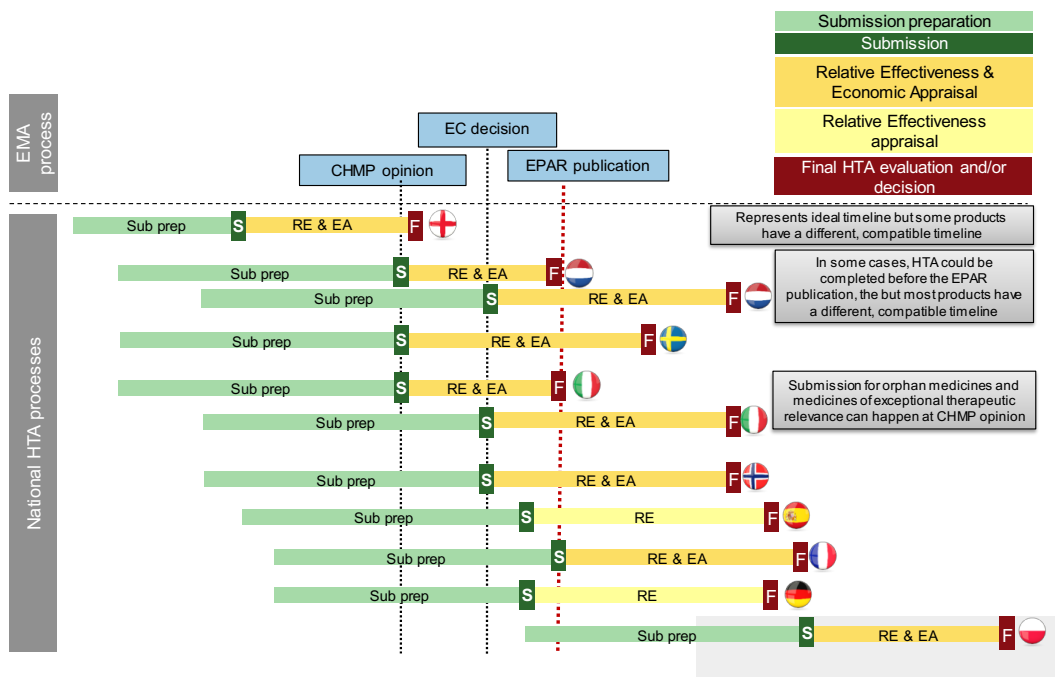 Submission preparation
Submission
Relative Effectiveness &
Economic Appraisal
Relative Effectiveness
appraisal
Final HTA evaluation and/or
decision
EMA
process
EC decision
CHMP opinion
EPAR publication
National HTA processes
Sub prep S RE & EA F
Represents ideal timeline but some products
have a different, compatible timeline
Sub prep S RE & EA F
Sub prep S RE & EA F
In some cases, HTA could be
completed before the EPAR
publication, the but most products have
a different, compatible timeline
Sub prep S RE & EA F
Sub prep S RE & EA F
Sub prep S RE & EA F
Submission for orphan medicines and
medicines of exceptional therapeutic
relevance can happen at CHMP opinion
Sub prep S RE & EA F
Sub prep S RE F
Sub prep S RE & EA F
Sub prep S RE F
Sub prep S RE & EA F